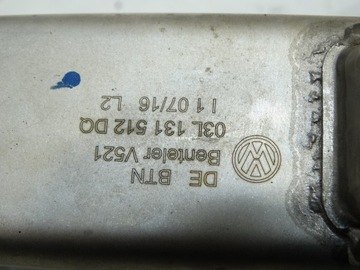 DE BTN
Benteler V521
03L 131 512 DQ
I 1 07/16 L2